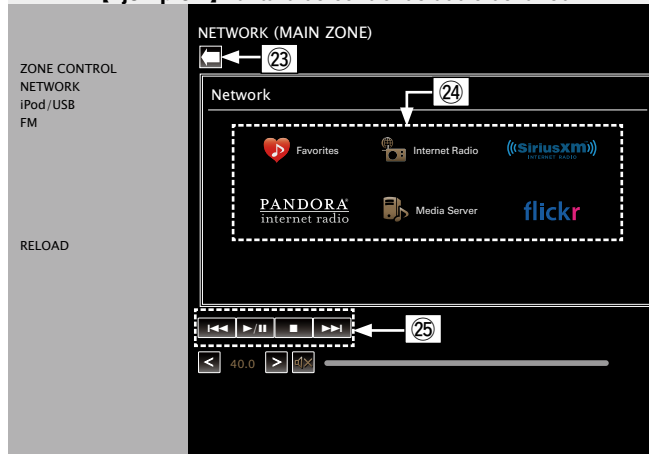 NETWORK (MAIN ZONE)
㉓
ZONE CONTROL
NETWORK
iPod/USB
FM
RELOAD
Network
㉔
Favorites
Internet Radio
((SiriusXM))
INTERNET RADIO
PANDORA
internet radio
Media Server
flickr
㉕
< 40.0 >